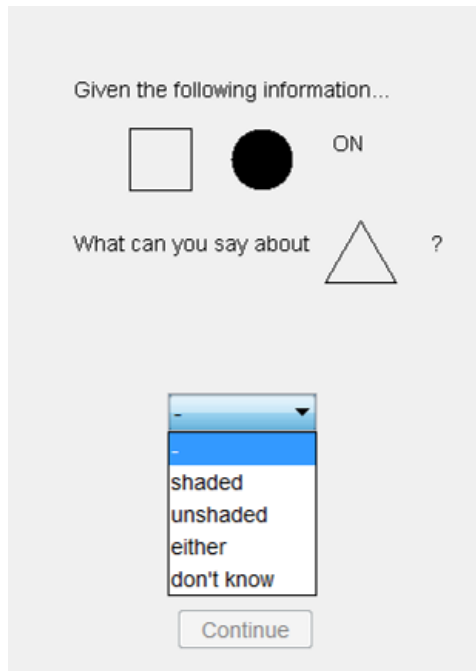 Given the following information...
ON
What can you say about ?
-
-
shaded
unshaded
either
don't know
Continue